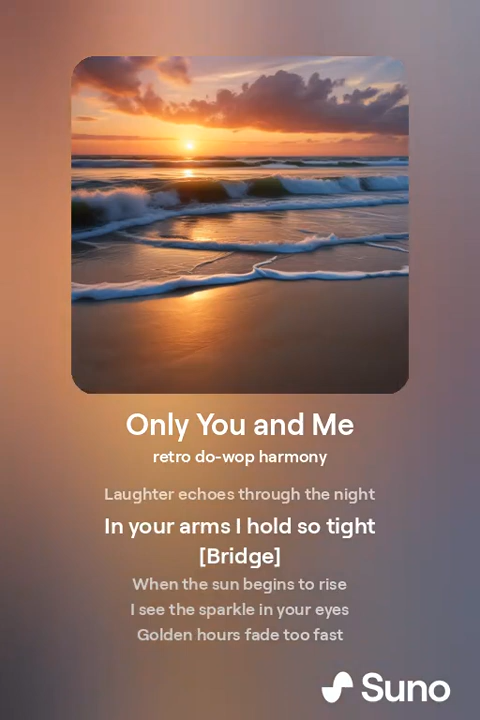 Only You and Me
retro do-wop harmony
Laughter echoes through the night
In your arms I hold so tight
[Bridge]
When the sun begins to rise
I see the sparkle in your eyes
Golden hours fade too fast
Suno